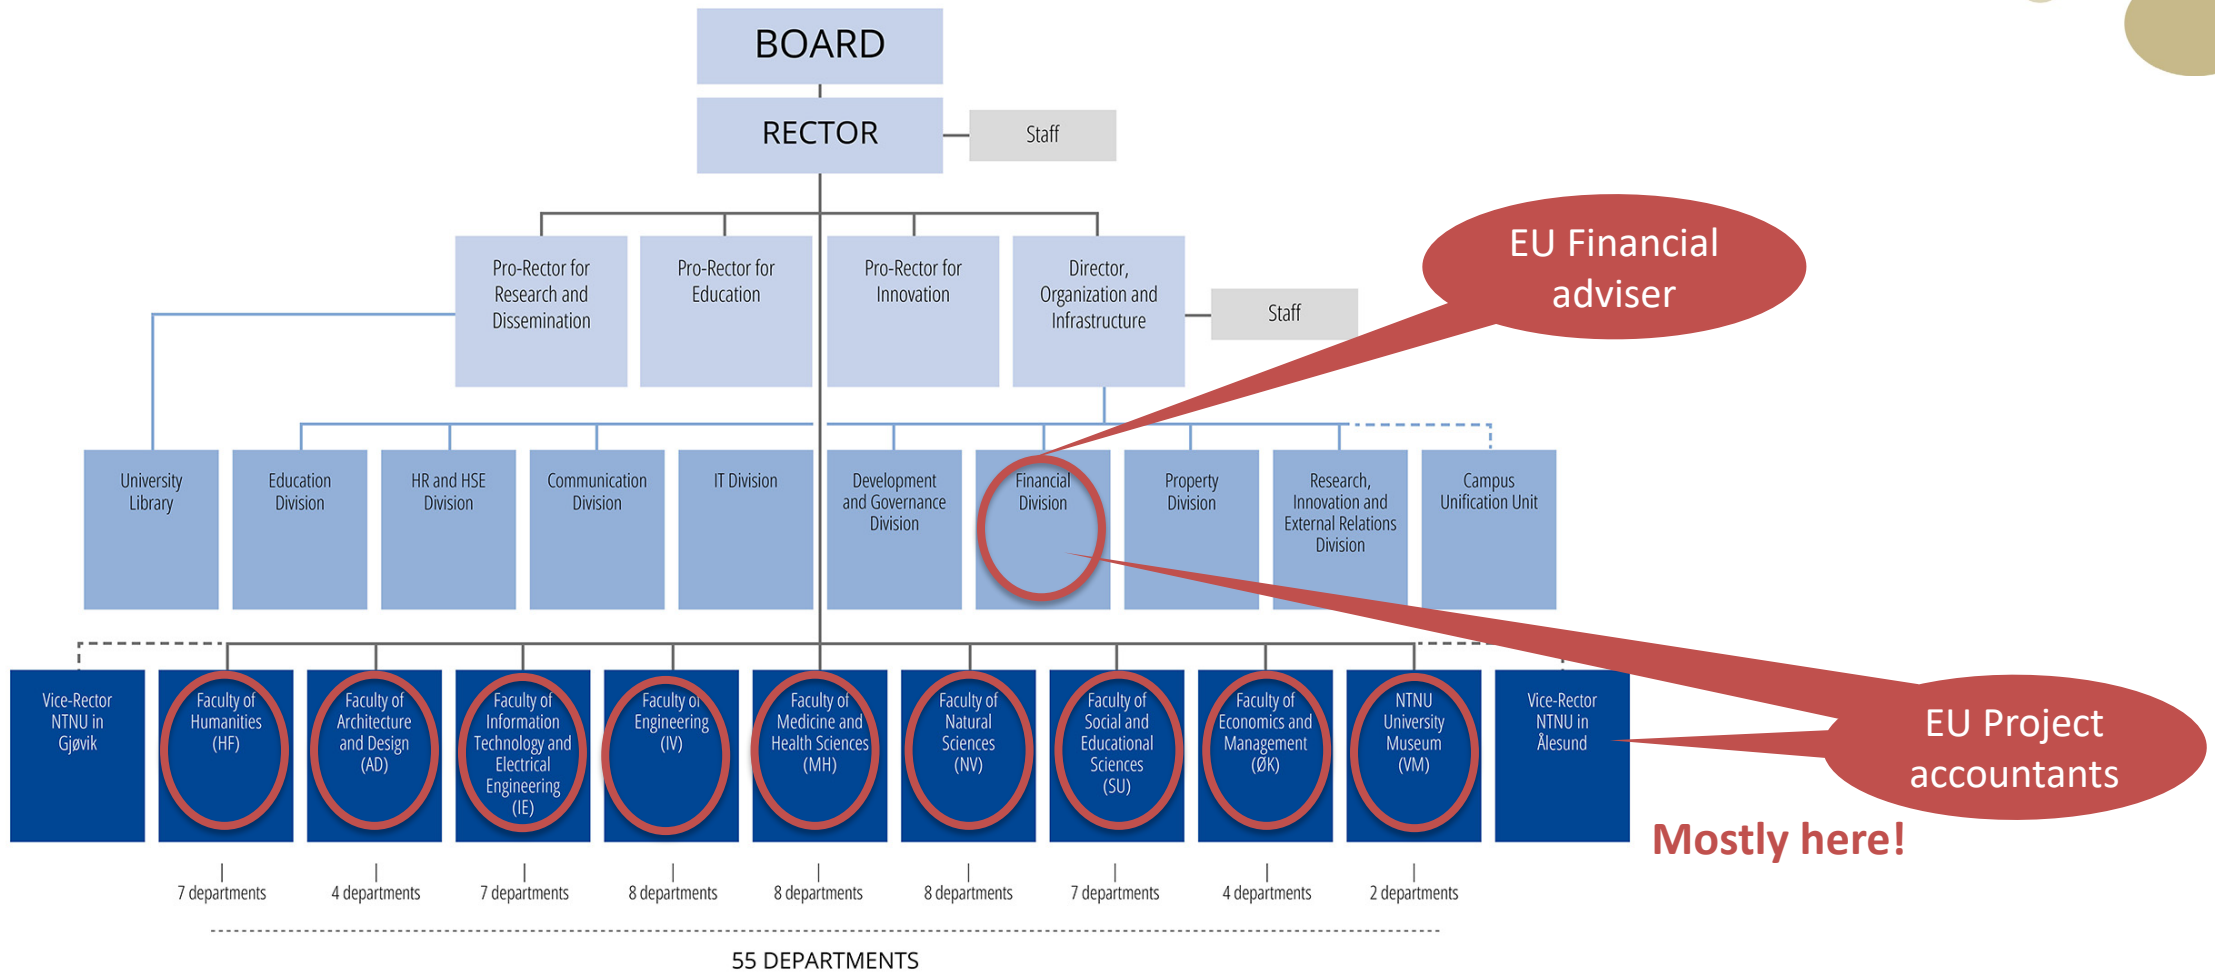 BOARD
RECTOR
Staff
EU Financial
adviser
Pro-Rector for
Research and
Dissemination
Pro-Rector for
Education
Pro-Rector for
Innovation
Director,
Organization and
Infrastructure
Staff
University
Library
Education
Division
HR and HSE
Division
Communication
Division
IT Division
Development
and Governance
Division
Financial
Division
Property
Division
Research,
Innovation and
External Relations
Division
Campus
Unification Unit
Vice-Rector
NTNU in
Gjøvik
Faculty of
Humanities
(HF)
Faculty of
Architecture
and Design
(AD)
Faculty of
Information
Technology and
Electrical
Engineering
(IE)
Faculty of
Engineering
(IV)
Faculty of
Medicine and
Health Sciences
(MH)
Faculty of
Natural
Sciences
(NV)
Faculty of
Social and
Educational
Sciences
(SU)
Faculty of
Economics and
Management
(ØK)
NTNU
University
Museum
(VM)
Vice-Rector
NTNU in
Ålesund
EU Project
accountants
Mostly here!
7 departments
4 departments
7 departments
8 departments
8 departments
8 departments
7 departments
4 departments
2 departments
55 DEPARTMENTS